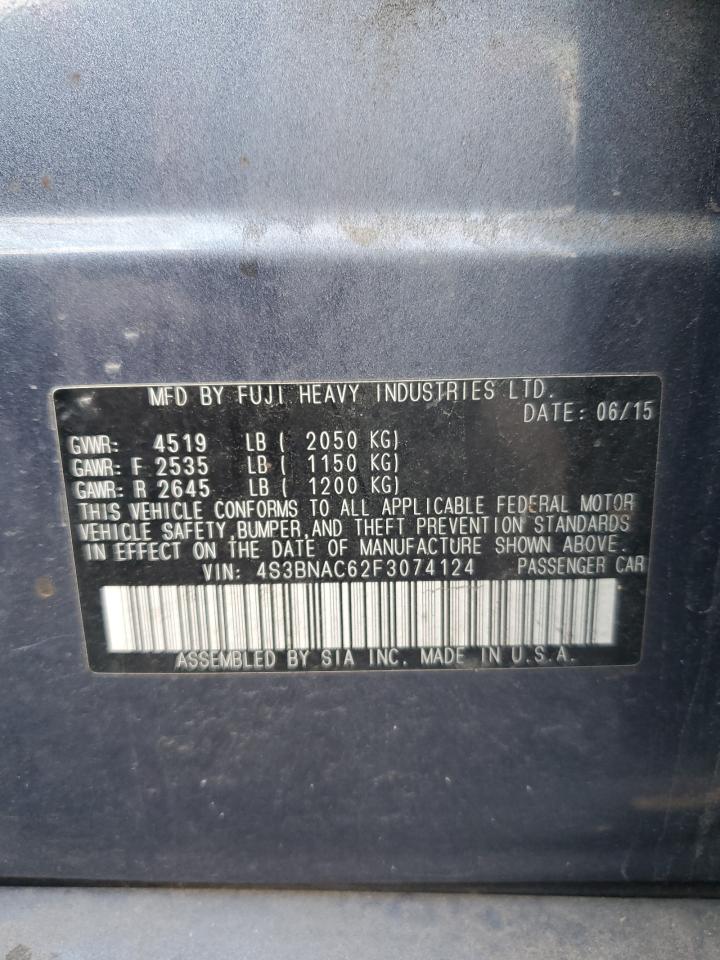 MFD BY FUJI HEAVY INDUSTRIES LTD.
DATE: 06/15
GVWR: 4519 LB ( 2050 KG)
GAWR: F 2535 LB ( 1150 KG)
GAWR: R 2645 LB ( 1200 KG)
THIS VEHICLE CONFORMS TO ALL APPLICABLE FEDERAL MOTOR
VEHICLE SAFETY, BUMPER, AND THEFT PREVENTION STANDARDS
IN EFFECT ON THE DATE OF MANUFACTURE SHOWN ABOVE.
VIN: 4S3BNAC62F3074124 PASSENGER CAR
ASSEMBLED BY SIA INC. MADE IN U.S.A.